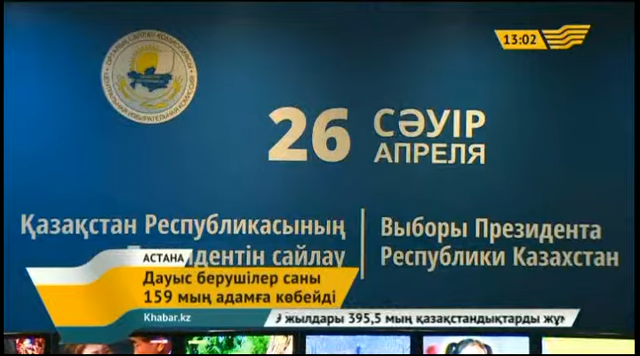 13:02
26
СӘУІР
АПРЕЛЯ
Қазақстан Республикасының
сайлау
Выборы Президента
Республики Казахстан
АСТАНА
Дауыс берушілер саны
159 мың адамға көбейді
Khabar.kz
жылдары 395,5 мың қазақстандықтарды